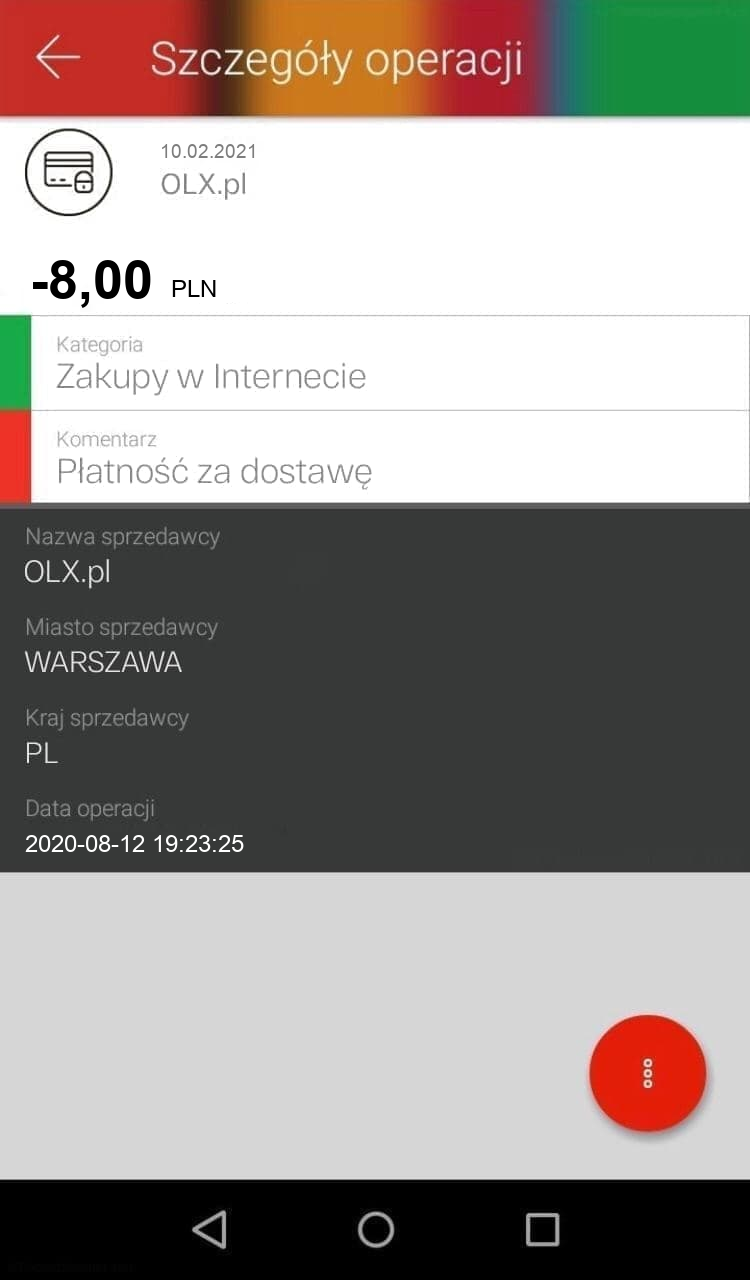 Szczegóły operacji
10.02.2021
OLX.pl
-8,00 PLN
Kategoria
Zakupy w Internecie
Komentarz
Płatność za dostawę
Nazwa sprzedawcy
OLX.pl
Miasto sprzedawcy
WARSZAWA
Kraj sprzedawcy
PL
Data operacji
2020-08-12 19:23:25